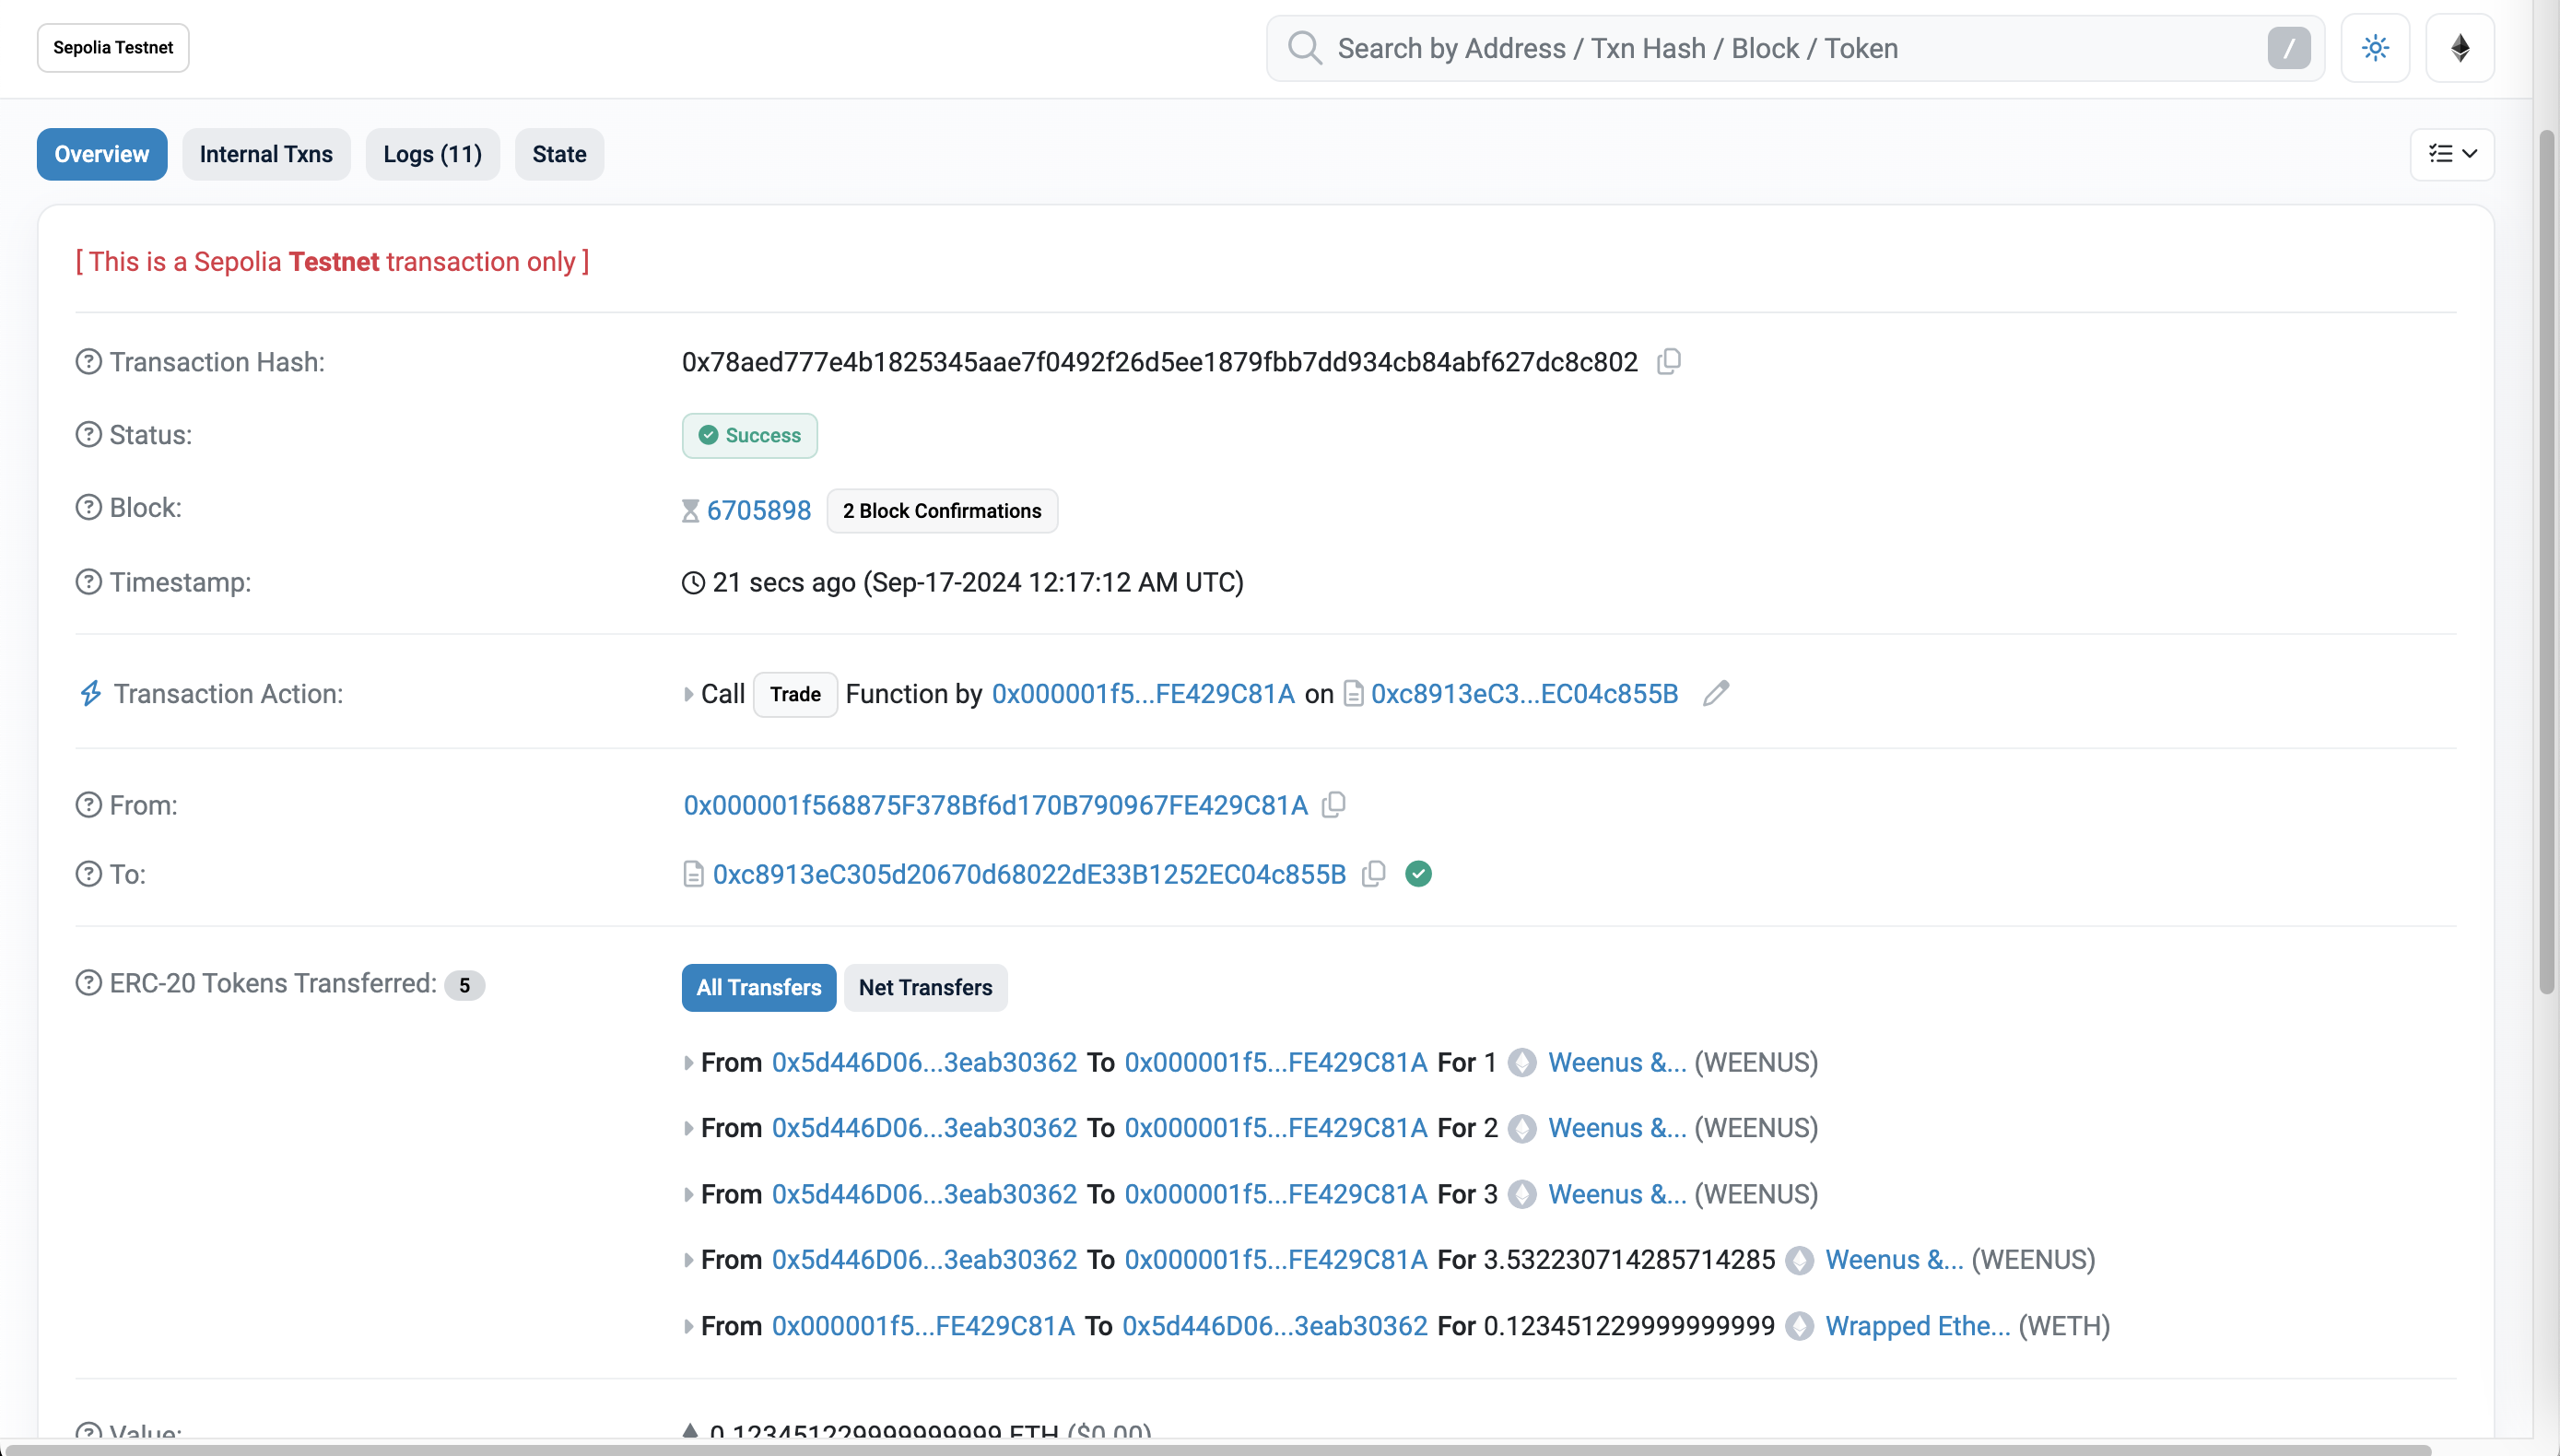 Sepolia Testnet
Search by Address / Txn Hash / Block / Token /
Overview Internal Txns Logs (11) State
[ This is a Sepolia Testnet transaction only ]
Transaction Hash: 0x78aed777e4b1825345aae7f0492f26d5ee1879fbb7dd934cb84abf627dc8c802
Status: Success
Block: 6705898 2 Block Confirmations
Timestamp: 21 secs ago (Sep-17-2024 12:17:12 AM UTC)
Transaction Action: Call Trade Function by 0x000001f5...FE429C81A on 0xc8913eC3...EC04c855B
From: 0x000001f568875F378Bf6d170B790967FE429C81A
To: 0xc8913eC305d20670d68022dE33B1252EC04c855B
ERC-20 Tokens Transferred: 5 All Transfers Net Transfers
From 0x5d446D06...3eab30362 To 0x000001f5...FE429C81A For 1 Weenus &... (WEENUS)
From 0x5d446D06...3eab30362 To 0x000001f5...FE429C81A For 2 Weenus &... (WEENUS)
From 0x5d446D06...3eab30362 To 0x000001f5...FE429C81A For 3 Weenus &... (WEENUS)
From 0x5d446D06...3eab30362 To 0x000001f5...FE429C81A For 3.532230714285714285 Weenus &... (WEENUS)
From 0x000001f5...FE429C81A To 0x5d446D06...3eab30362 For 0.123451229999999999 Wrapped Ethe... (WETH)
Value: 0.123451229999999999 ETH ($0.00)